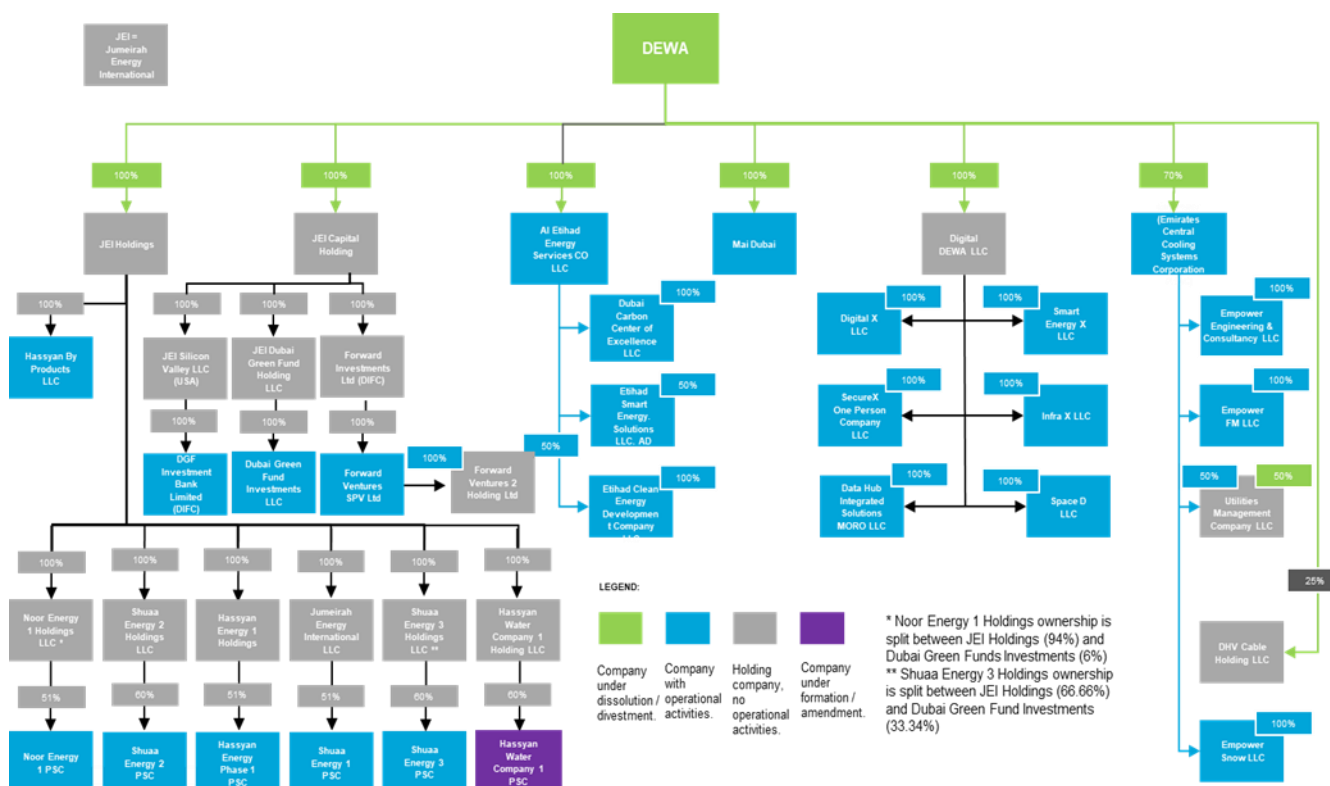 JEI =
Jumeirah
Energy
International
DEWA
100%
100%
100%
100%
100%
70%
JEI Holdings
JEI Capital
Holding
Al Etihad
Energy
Services CO
LLC
Mai Dubai
Digital
DEWA LLC
(Emirates
Central
Cooling
Systems
Corporation
100%
100%
100%
100%
Hassyan By
Products
LLC
JEI Silicon
Valley LLC
(USA)
JEI Dubai
Green Fund
Holding
LLC
Forward
Investments
Ltd (DIFC)
100%
100%
100%
DGF
Investment
Bank
Limited
(DIFC)
Dubai Green
Fund
Investments
LLC
Forward
Ventures
SPV Ltd
100%
Forward
Ventures 2
Holding Ltd
100%
Dubai
Carbon
Center of
Excellence
LLC
50%
Etihad
Smart
Energy.
Solutions
LLC. AD
60%
100%
Etihad Clean
Energy
Developmen
t Company
100%
Digital X
LLC
100%
Smart
Energy X
LLC
100%
SecureX
One Person
Company
LLC
100%
Infra X LLC
100%
Data Hub
Integrated
Solutions
MORO LLC
100%
Space D
LLC
100%
Empower
Engineering &
Consultancy LLC
100%
Empower
FM LLC
50%
50%
Utilities
Management
Company LLC
25%
DHV Cable
Holding LLC
100%
Empower
Snow LLC
100%
100%
100%
100%
100%
100%
Noor Energy
1 Holdings
LLC *
Shuaa
Energy 2
Holdings
LLC
Hassyan
Energy 1
Holdings
Jumeirah
Energy
International
LLC
Shuaa
Energy 3
Holdings
LLC **
Hassyan
Water
Company 1
Holding LLC
51%
60%
51%
51%
60%
60%
Noor Energy
1 PSC
Shuaa
Energy 2
PSC
Hassyan
Energy
Phase 1
PSC
Shuaa
Energy 1
PSC
Shuaa
Energy 3
PSC
Hassyan
Water
Company 1
PSC
LEGEND:
Company
under
dissolution /
divestment.
Company
with
operational
activities.
Holding
company,
no
operational
activities.
Company
under
formation /
amendment.
* Noor Energy 1 Holdings ownership is
split between JEI Holdings (94%) and
Dubai Green Funds Investments (6%)
** Shuaa Energy 3 Holdings ownership
is split between JEI Holdings (66.66%)
and Dubai Green Fund Investments
(33.34%)